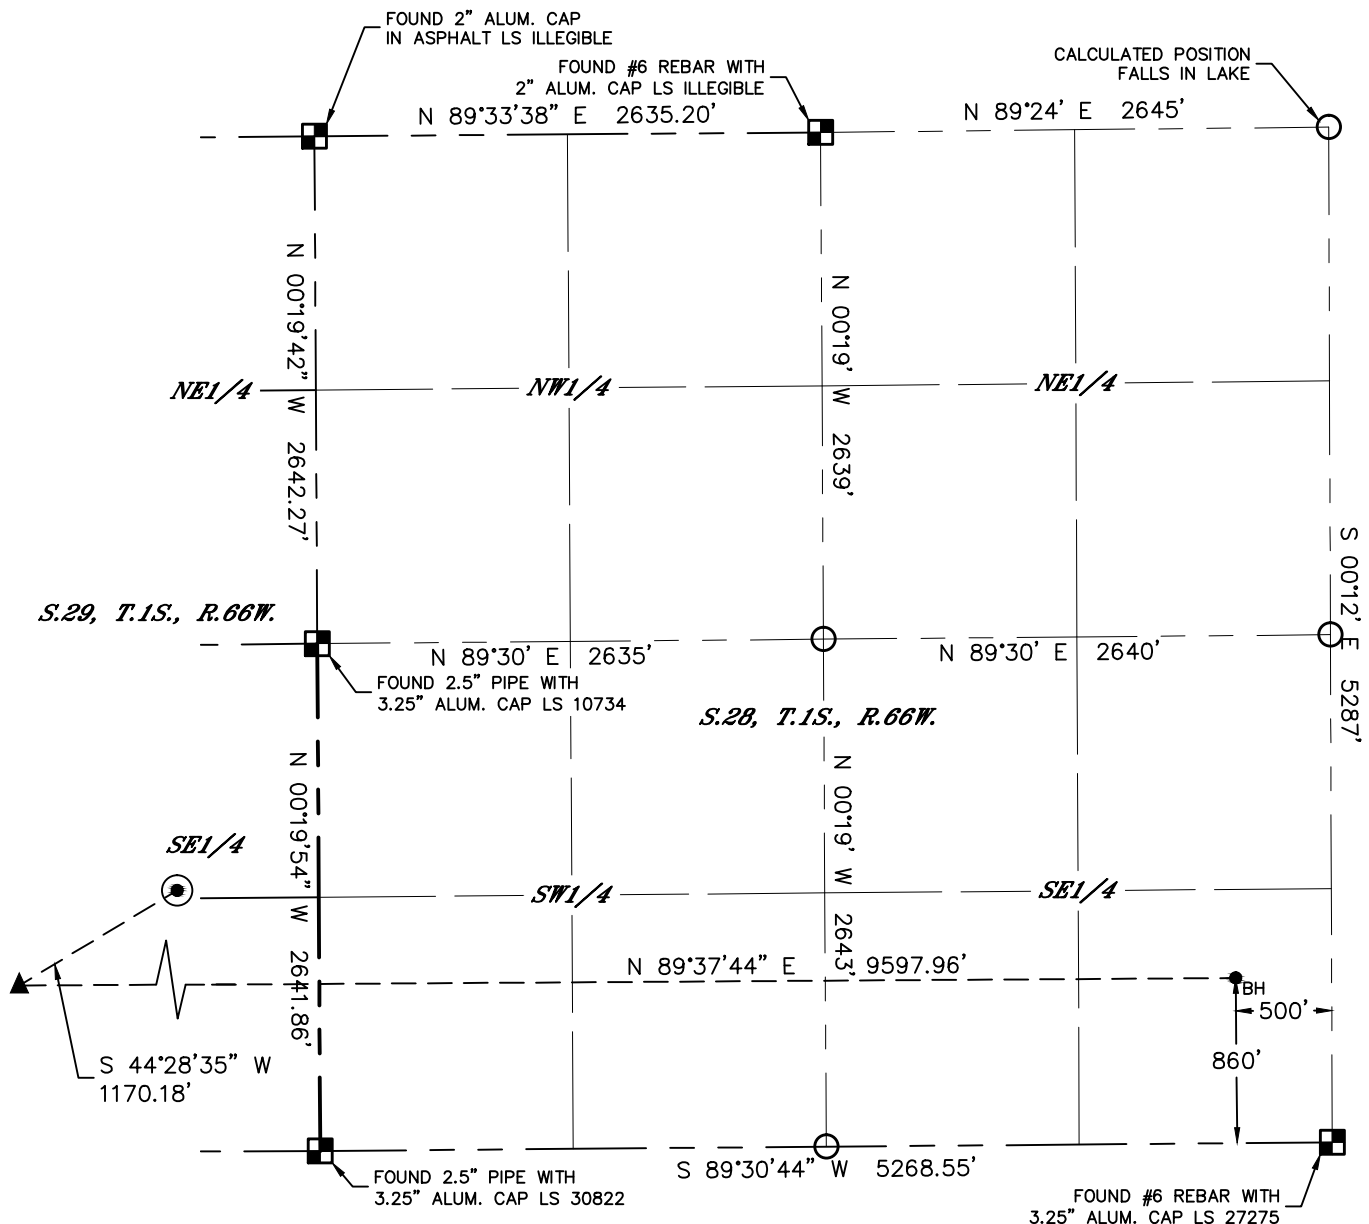 FOUND 2" ALUM. CAP
IN ASPHALT LS ILLEGIBLE
FOUND #6 REBAR WITH
2" ALUM. CAP LS ILLEGIBLE
CALCULATED POSITION
FALLS IN LAKE
N 89°33'38" E 2635.20'
N 89°24' E 2645'
N 00°19'42" W 2642.27'
N 00°19' W 2639'
NE1/4
NW1/4
NE1/4
S 00°12' E 5287'
S.29, T.1S., R.66W.
N 89°30' E 2635'
N 89°30' E 2640'
FOUND 2.5" PIPE WITH
3.25" ALUM. CAP LS 10734
S.28, T.1S., R.66W.
N 00°19'54" W 2641.86'
N 00°19' W 2643'
SE1/4
SW1/4
SE1/4
N 89°37'44" E 9597.96'
BH
500'
860'
S 44°28'35" W
1170.18'
S 89°30'44" W 5268.55'
FOUND 2.5" PIPE WITH
3.25" ALUM. CAP LS 30822
FOUND #6 REBAR WITH
3.25" ALUM. CAP LS 27275